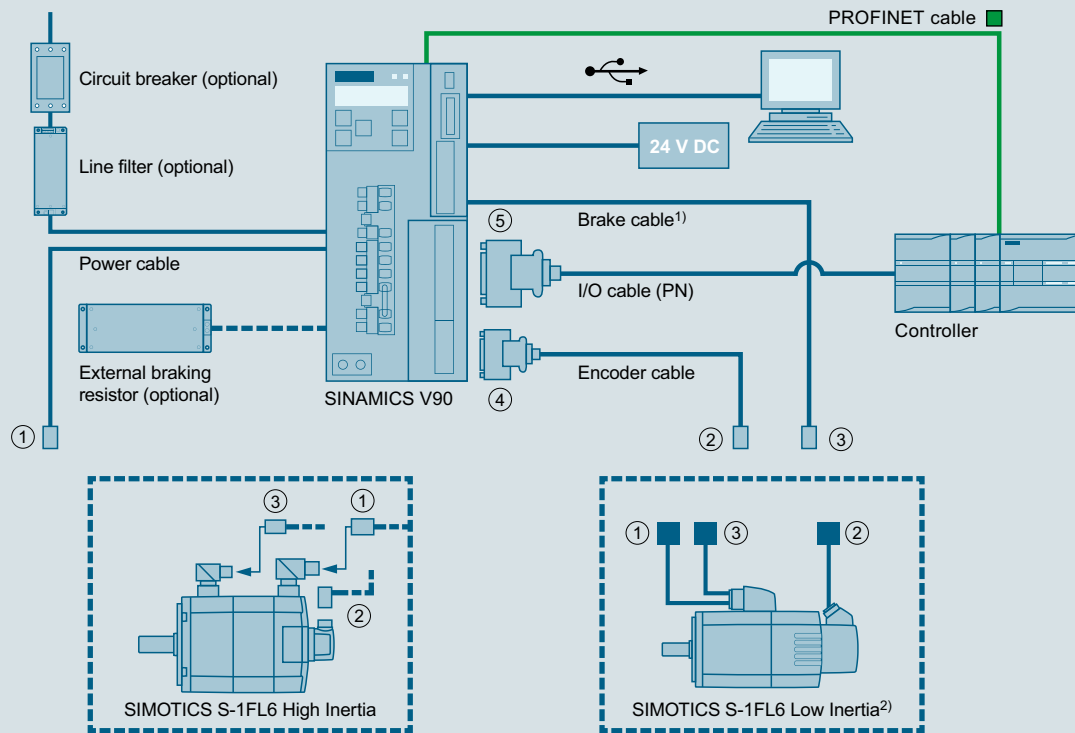 PROFINET cable
Circuit breaker (optional)
Line filter (optional)
24 V DC
⑤
Brake cable1)
Power cable
I/O cable (PN)
Controller
External braking
resistor (optional)
Encoder cable
SINAMICS V90
④
①
②
③
③
①
②
SIMOTICS S-1FL6 High Inertia
①
③
②
SIMOTICS S-1FL6 Low Inertia2)